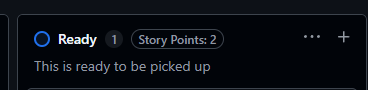 Ready 1 Story Points: 2
This is ready to be picked up